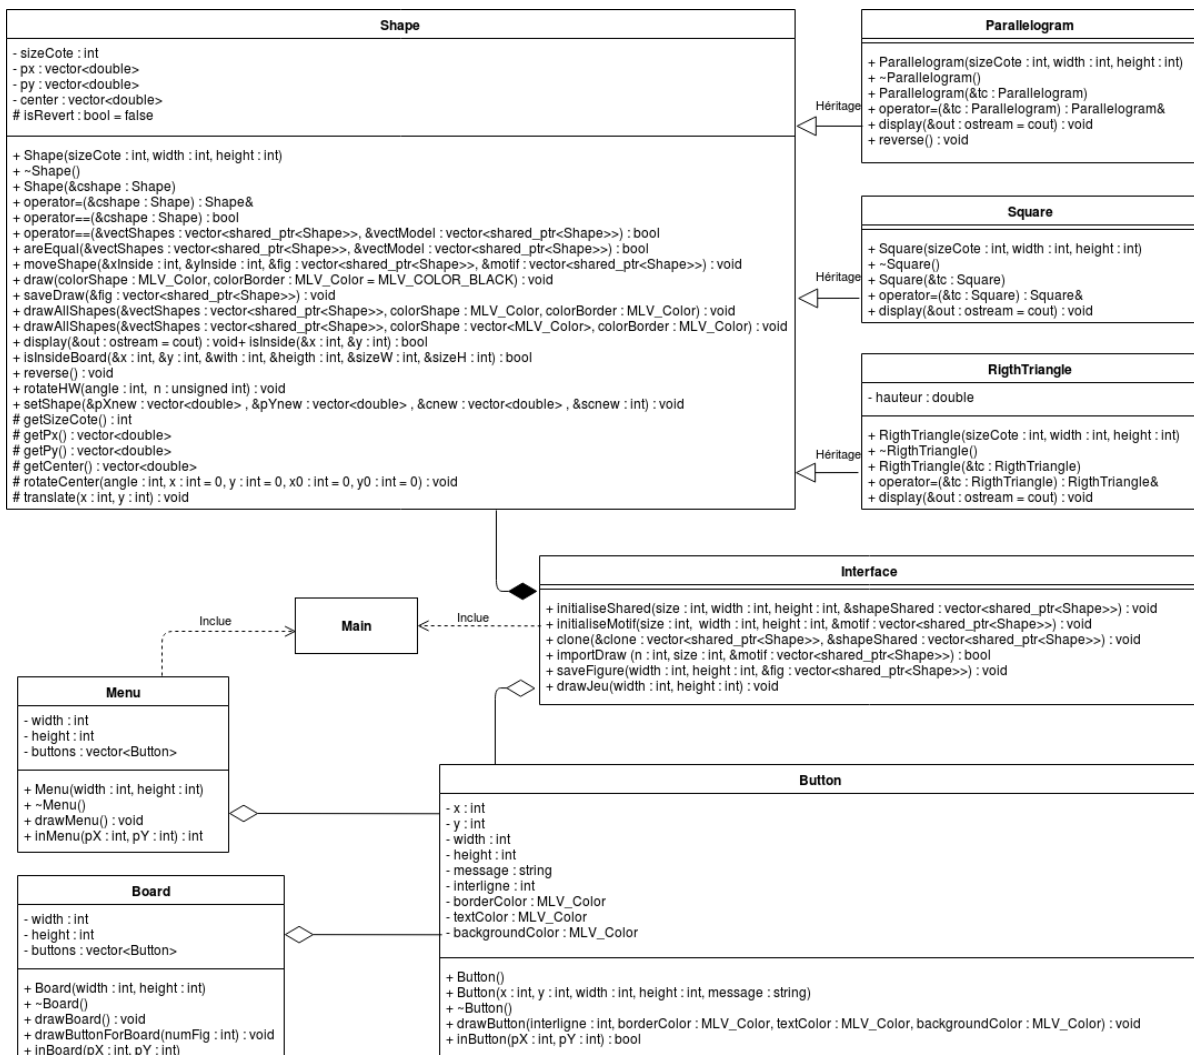 Shape
- sizeCote : int
- px : vector<double>
- py : vector<double>
- center : vector<double>
# isRevert : bool = false
+ Shape(sizeCote : int, width : int, height : int)
+ ~Shape()
+ Shape(&cshape : Shape)
+ operator=(&cshape : Shape) : Shape&
+ operator==(&cshape : Shape) : bool
+ operator==(&vectShapes : vector<shared_ptr<Shape>>, &vectModel : vector<shared_ptr<Shape>>) : bool
+ areEqual(&vectShapes : vector<shared_ptr<Shape>>, &vectModel : vector<shared_ptr<Shape>>) : bool
+ moveShape(&xInside : int, &yInside : int, &fig : vector<shared_ptr<Shape>>, &motif : vector<shared_ptr<Shape>>) : void
+ draw(colorShape : MLV_Color, colorBorder : MLV_Color = MLV_COLOR_BLACK) : void
+ saveDraw(&fig : vector<shared_ptr<Shape>>) : void
+ drawAllShapes(&vectShapes : vector<shared_ptr<Shape>>, colorShape : MLV_Color, colorBorder : MLV_Color) : void
+ drawAllShapes(&vectShapes : vector<shared_ptr<Shape>>, colorShape : vector<MLV_Color>, colorBorder : MLV_Color) : void
+ display(&out : ostream = cout) : void+ isInside(&x : int, &y : int) : bool
+ isInsideBoard(&x : int, &y : int, &with : int, &heigth : int, &sizeW : int, &sizeH : int) : bool
+ reverse() : void
+ rotateHW(angle : int, n : unsigned int) : void
+ setShape(&pXnew : vector<double> , &pYnew : vector<double> , &cnew : vector<double> , &scnew : int) : void
# getSizeCote() : int
# getPx() : vector<double>
# getPy() : vector<double>
# getCenter() : vector<double>
# rotateCenter(angle : int, x : int = 0, y : int = 0, x0 : int = 0, y0 : int = 0) : void
# translate(x : int, y : int) : void
Parallelogram
+ Parallelogram(sizeCote : int, width : int, height : int)
+ ~Parallelogram()
+ Parallelogram(&tc : Parallelogram)
+ operator=(&tc : Parallelogram) : Parallelogram&
+ display(&out : ostream = cout) : void
+ reverse() : void
Héritage
Square
+ Square(sizeCote : int, width : int, height : int)
+ ~Square()
+ Square(&tc : Square)
+ operator=(&tc : Square) : Square&
+ display(&out : ostream = cout) : void
Héritage
RigthTriangle
- hauteur : double
+ RigthTriangle(sizeCote : int, width : int, height : int)
+ ~RigthTriangle()
+ RigthTriangle(&tc : RigthTriangle)
+ operator=(&tc : RigthTriangle) : RigthTriangle&
+ display(&out : ostream = cout) : void
Héritage
Interface
+ initialiseShared(size : int, width : int, height : int, &shapeShared : vector<shared_ptr<Shape>>) : void
+ initialiseMotif(size : int, width : int, height : int, &motif : vector<shared_ptr<Shape>>) : void
+ clone(&clone : vector<shared_ptr<Shape>>, &shapeShared : vector<shared_ptr<Shape>>) : void
+ importDraw (n : int, size : int, &motif : vector<shared_ptr<Shape>>) : bool
+ saveFigure(width : int, height : int, &fig : vector<shared_ptr<Shape>>) : void
+ drawJeu(width : int, height : int) : void
Inclue
Main
Inclue
Menu
- width : int
- height : int
- buttons : vector<Button>
+ Menu(width : int, height : int)
+ ~Menu()
+ drawMenu() : void
+ inMenu(pX : int, pY : int) : int
Button
- x : int
- y : int
- width : int
- height : int
- message : string
- interligne : int
- borderColor : MLV_Color
- textColor : MLV_Color
- backgroundColor : MLV_Color
+ Button()
+ Button(x : int, y : int, width : int, height : int, message : string)
+ ~Button()
+ drawButton(interligne : int, borderColor : MLV_Color, textColor : MLV_Color, backgroundColor : MLV_Color) : void
+ inButton(pX : int, pY : int) : bool
Board
- width : int
- height : int
- buttons : vector<Button>
+ Board(width : int, height : int)
+ ~Board()
+ drawBoard() : void
+ drawButtonForBoard(numFig : int) : void
+ inBoard(pX : int, pY : int)